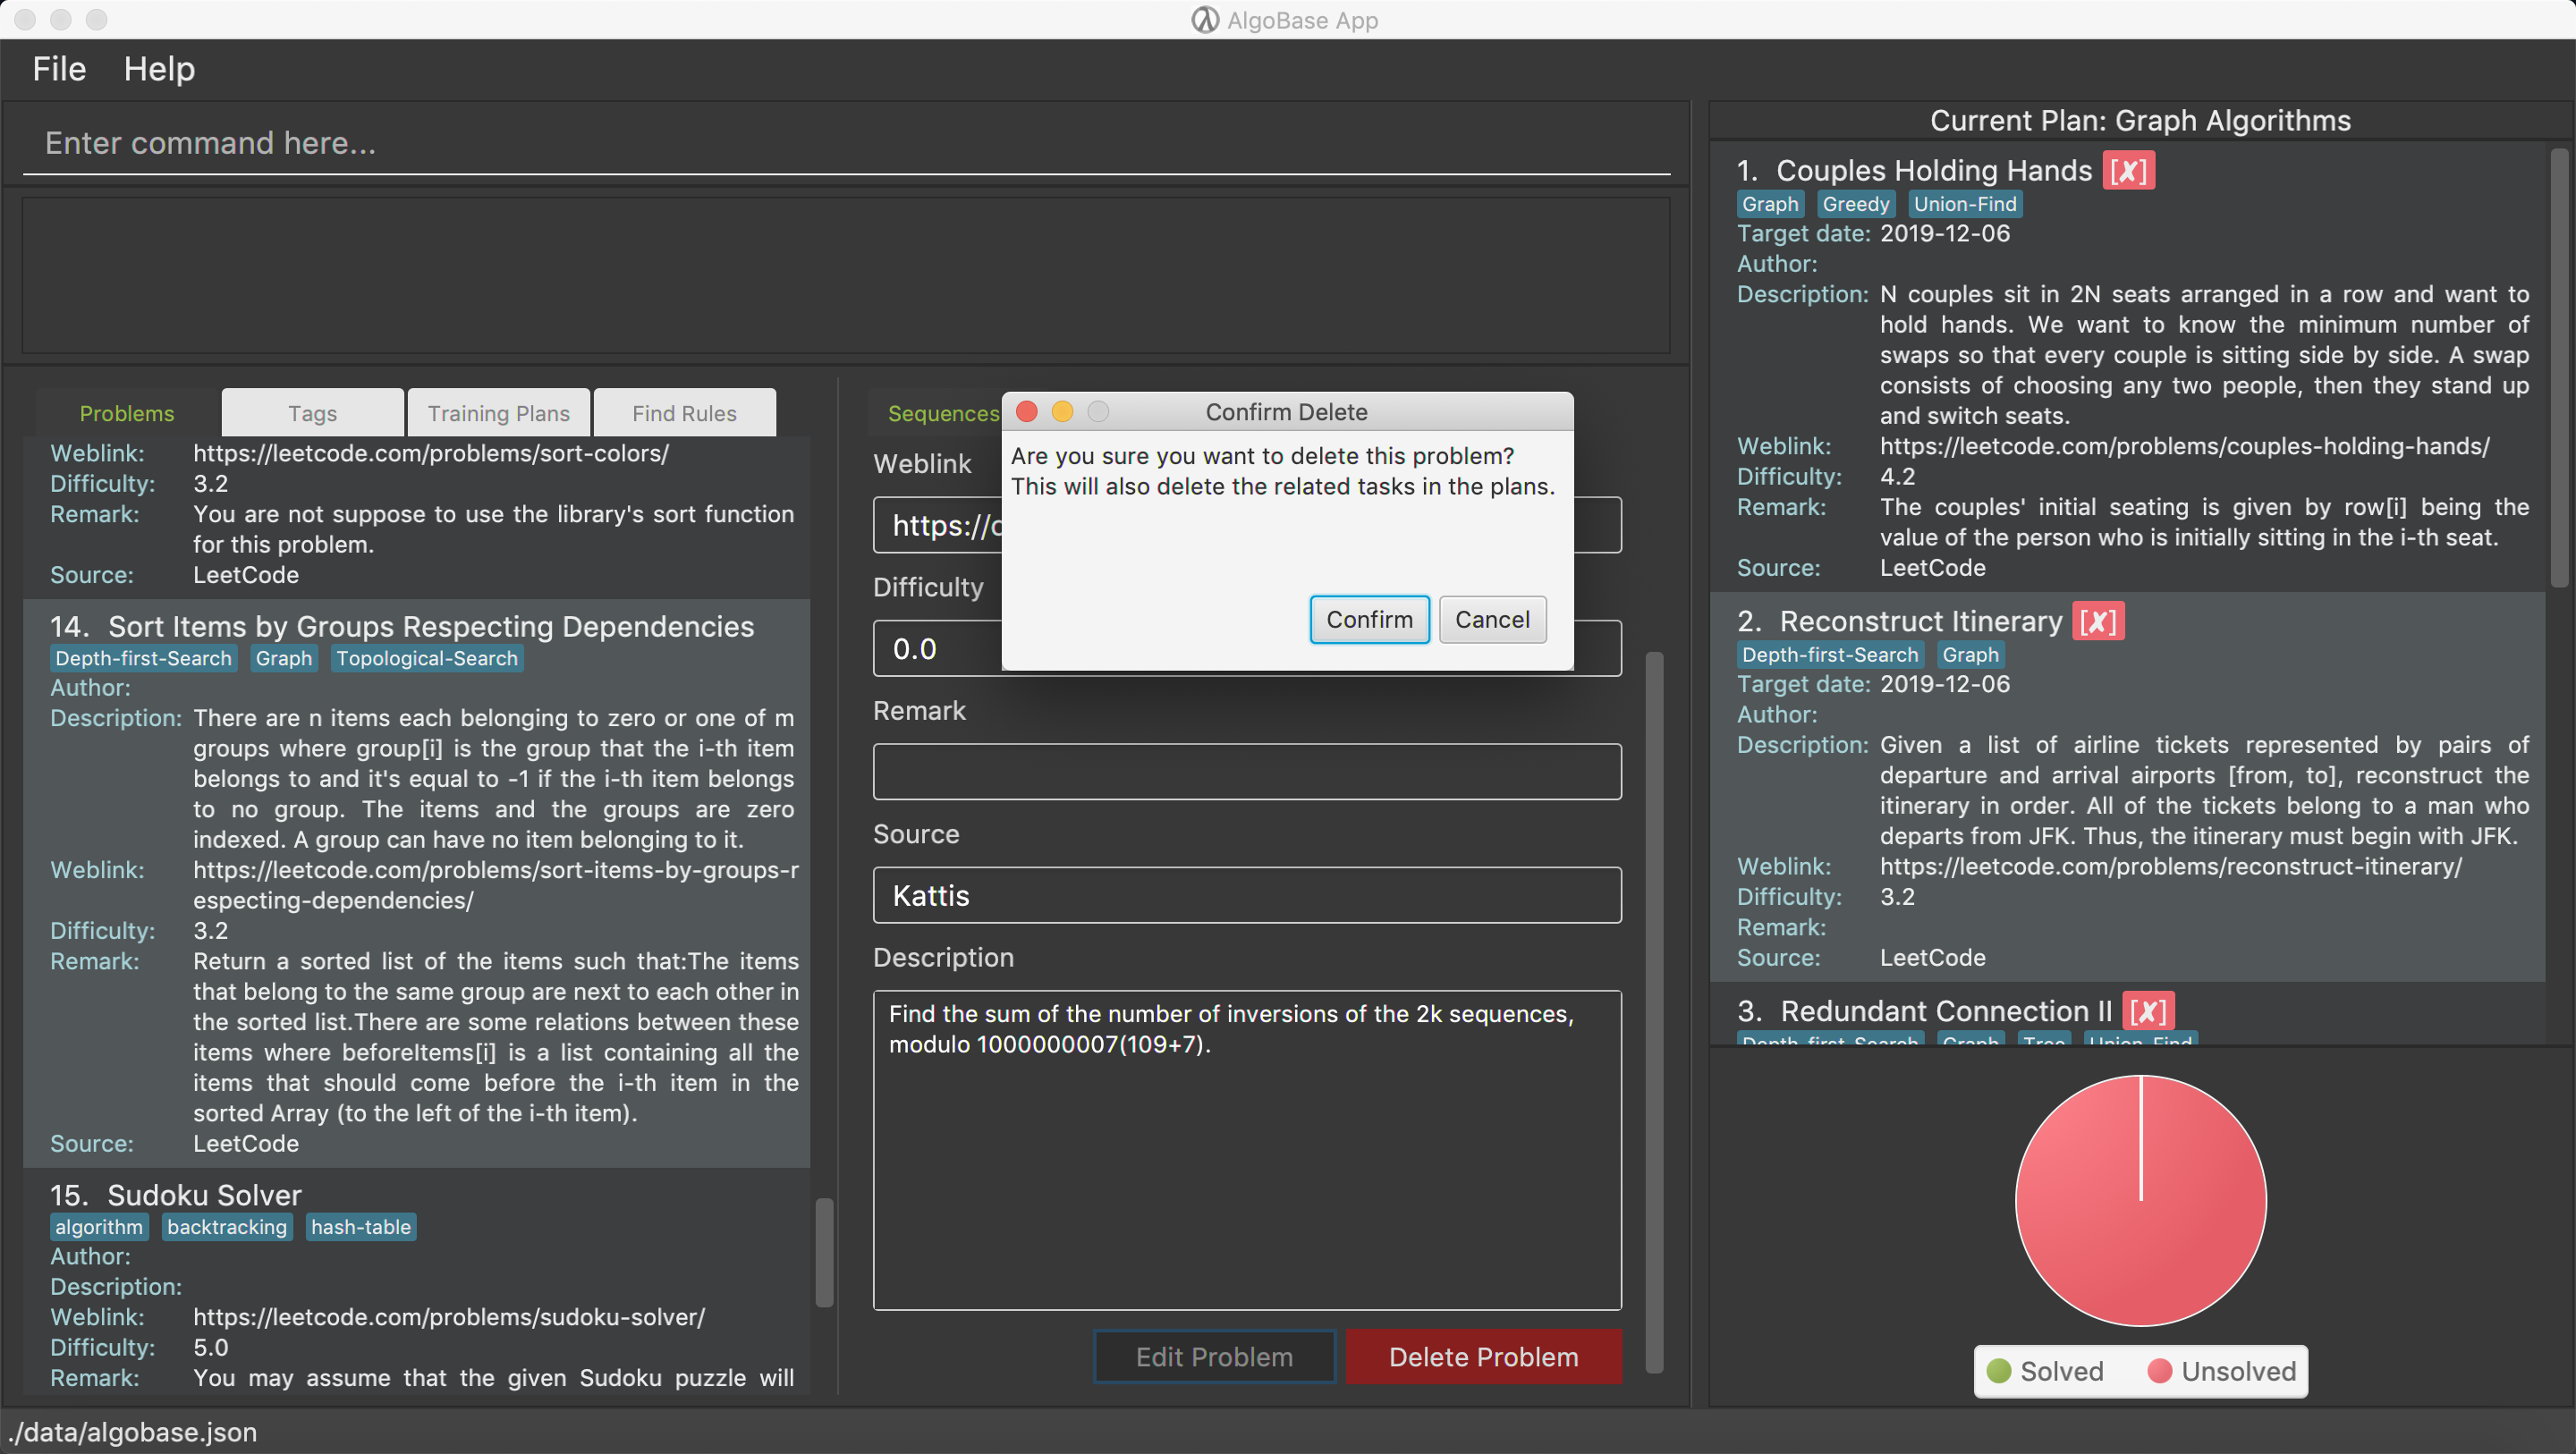 AlgoBase App
File Help
Enter command here...
Problems Tags Training Plans Find Rules
Weblink: https://leetcode.com/problems/sort-colors/
Difficulty: 3.2
Remark: You are not suppose to use the library's sort function
for this problem.
Source: LeetCode
14. Sort Items by Groups Respecting Dependencies
Depth-first-Search Graph Topological-Search
Author:
Description: There are n items each belonging to zero or one of m
groups where group[i] is the group that the i-th item
belongs to and it's equal to -1 if the i-th item belongs
to no group. The items and the groups are zero
indexed. A group can have no item belonging to it.
Weblink: https://leetcode.com/problems/sort-items-by-groups-r
especting-dependencies/
Difficulty: 3.2
Remark: Return a sorted list of the items such that:The items
that belong to the same group are next to each other in
the sorted list.There are some relations between these
items where beforeItems[i] is a list containing all the
items that should come before the i-th item in the
sorted Array (to the left of the i-th item).
Source: LeetCode
15. Sudoku Solver
algorithm backtracking hash-table
Author:
Description:
Weblink: https://leetcode.com/problems/sudoku-solver/
Difficulty: 5.0
Remark: You may assume that the given Sudoku puzzle will
Sequences
Weblink
https://
Difficulty
0.0
Remark
Source
Kattis
Description
Find the sum of the number of inversions of the 2k sequences,
modulo 1000000007(109+7).
Edit Problem Delete Problem
Confirm Delete
Are you sure you want to delete this problem?
This will also delete the related tasks in the plans.
Confirm Cancel
Current Plan: Graph Algorithms
1. Couples Holding Hands [✗]
Graph Greedy Union-Find
Target date: 2019-12-06
Author:
Description: N couples sit in 2N seats arranged in a row and want to
hold hands. We want to know the minimum number of
swaps so that every couple is sitting side by side. A swap
consists of choosing any two people, then they stand up
and switch seats.
Weblink: https://leetcode.com/problems/couples-holding-hands/
Difficulty: 4.2
Remark: The couples' initial seating is given by row[i] being the
value of the person who is initially sitting in the i-th seat.
Source: LeetCode
2. Reconstruct Itinerary [✗]
Depth-first-Search Graph
Target date: 2019-12-06
Author:
Description: Given a list of airline tickets represented by pairs of
departure and arrival airports [from, to], reconstruct the
itinerary in order. All of the tickets belong to a man who
departs from JFK. Thus, the itinerary must begin with JFK.
Weblink: https://leetcode.com/problems/reconstruct-itinerary/
Difficulty: 3.2
Remark:
Source: LeetCode
3. Redundant Connection II [✗]
Depth-first-Search Graph Tree Union-Find
Solved Unsolved
./data/algobase.json